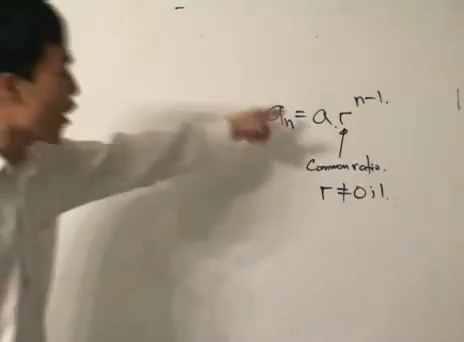 aₙ = a.r^{n-1}.
Common ratio.
r ≠ 0;1.